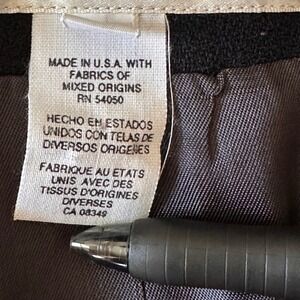 MADE IN U.S.A. WITH
FABRICS OF
MIXED ORIGINS
RN 54050
HECHO EN ESTADOS
UNIDOS CON TELAS DE
DIVERSOS ORIGENES
FABRIQUE AU ETATS
UNIS AVEC DES
TISSUS D'ORIGINES
DIVERSES
CA 08349